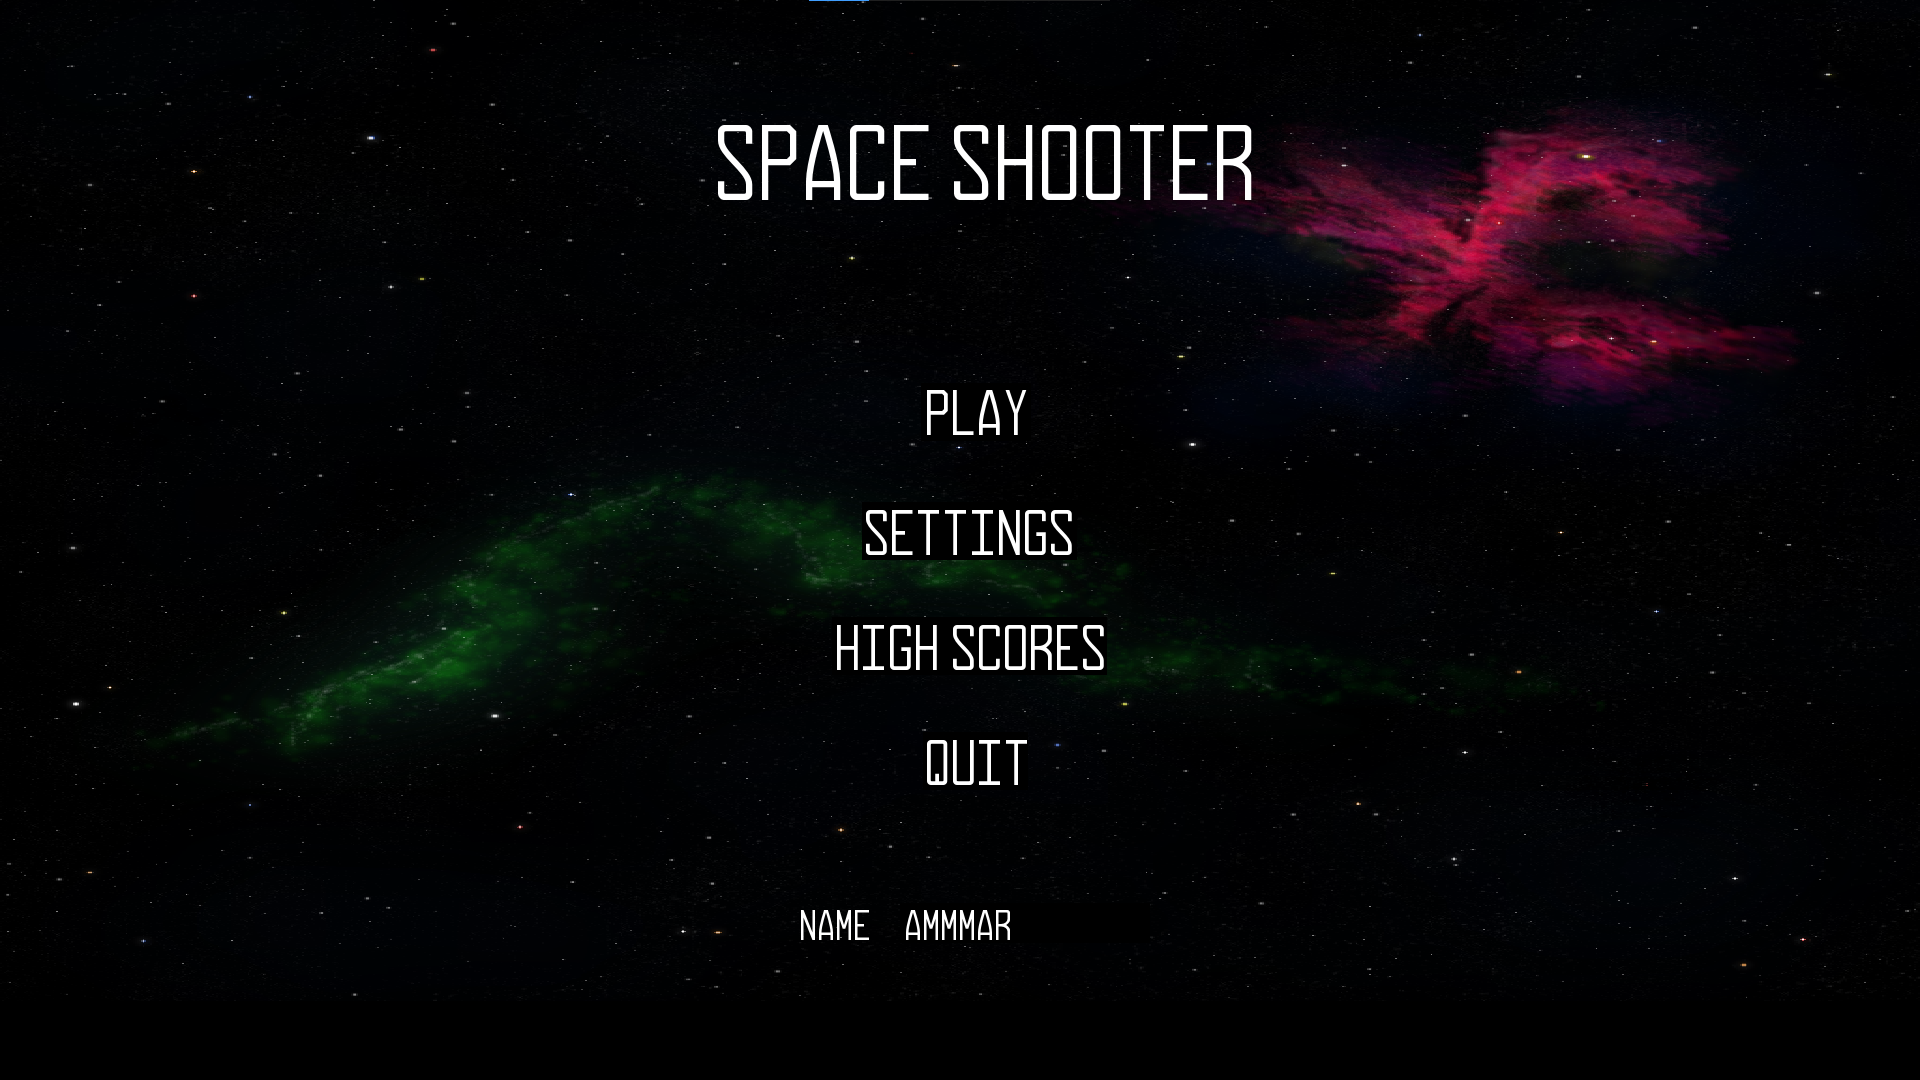 SPACE SHOOTER
PLAY
SETTINGS
HIGH SCORES
QUIT
NAME AMMMAR